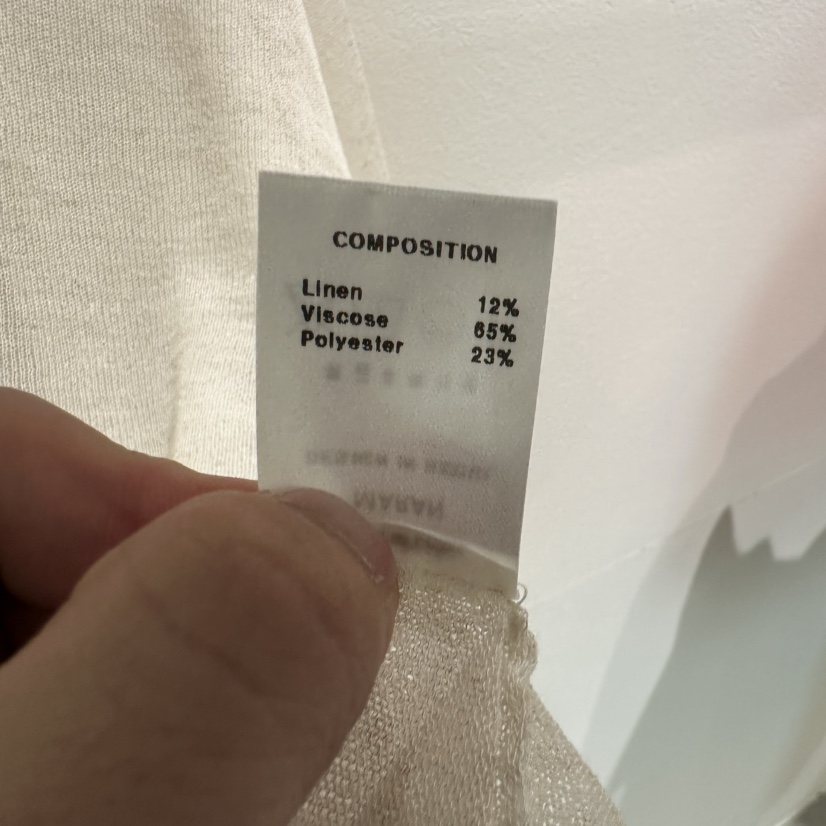 COMPOSITION
Linen 12%
Viscose 65%
Polyester 23%